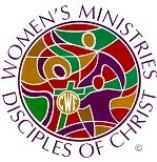 WOMEN'S MINISTRIES
DISCIPLES OF CHRIST
CWF
©